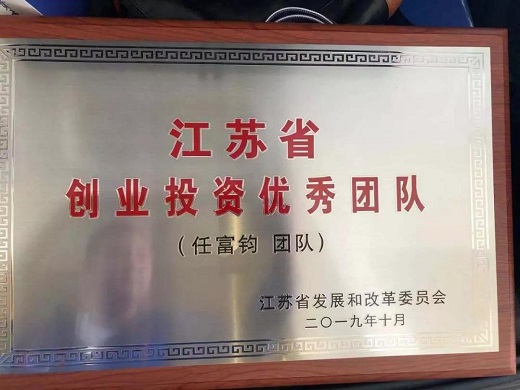 江苏省
创业投资优秀团队
（任富钧 团队）
江苏省发展和改革委员会
二〇一九年十月